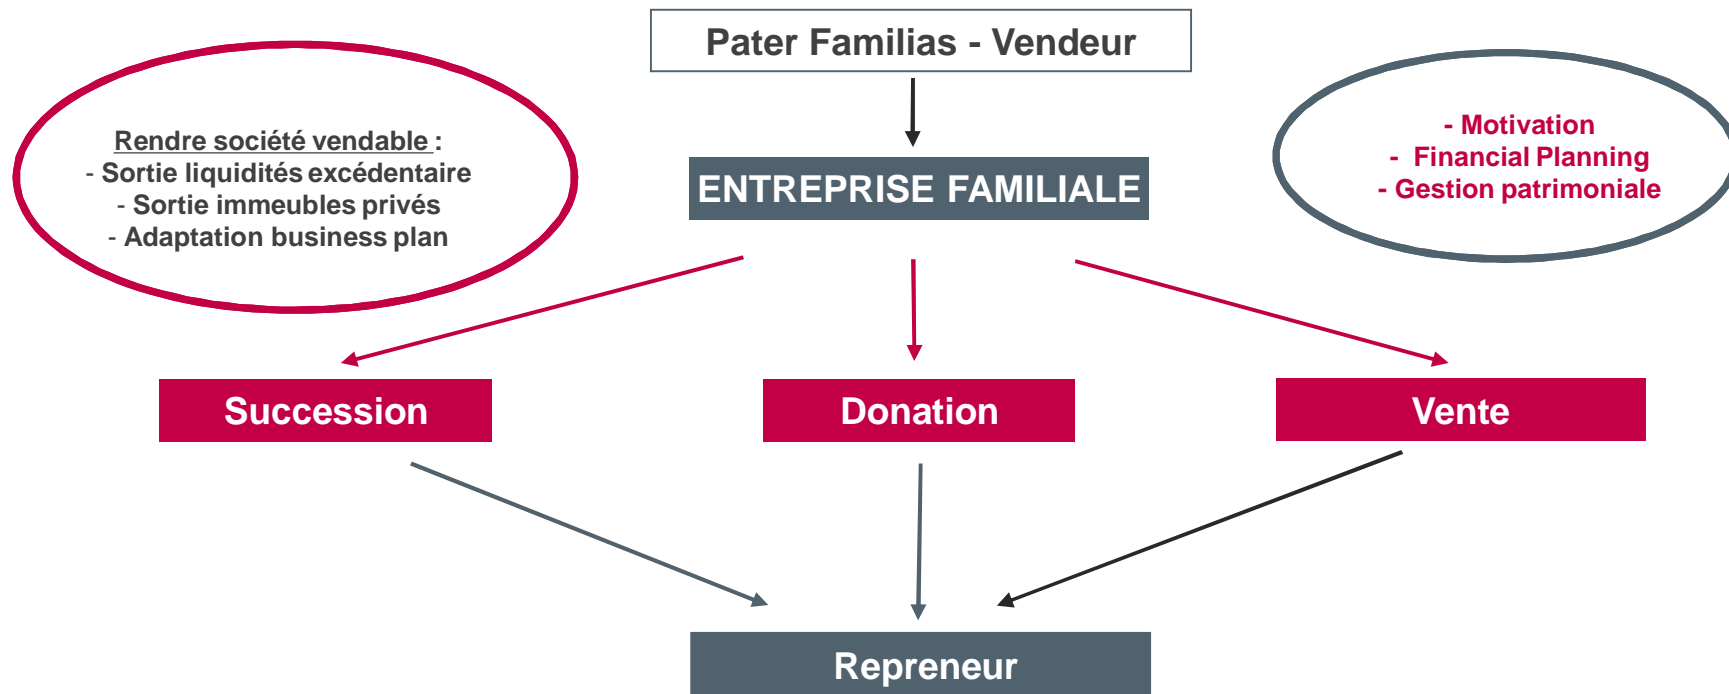 Pater Familias - Vendeur
Rendre société vendable :
- Sortie liquidités excédentaire
- Sortie immeubles privés
- Adaptation business plan
- Motivation
- Financial Planning
- Gestion patrimoniale
ENTREPRISE FAMILIALE
Succession
Donation
Vente
Repreneur